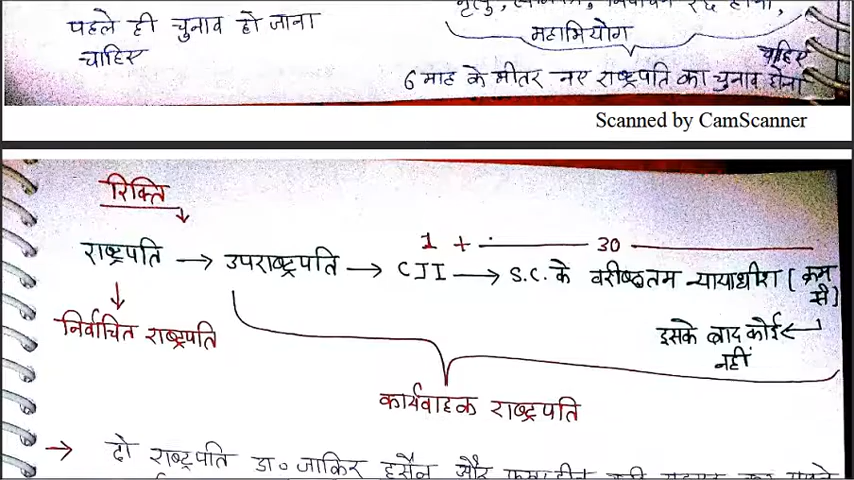 पहले ही चुनाव हो जाना
चाहिए
मृत्यु,
महाभियोग
चाहिए
6 माह के भीतर नए राष्ट्रपति का चुनाव होना
Scanned by CamScanner
रिक्ति
1 + 30
राष्ट्रपति → उपराष्ट्रपति → CJI → S.C. के वरीष्ठतम न्यायाधीश (क्रम
से)
निर्वाचित राष्ट्रपति
इसके बाद कोई ←
नहीं
कार्यवाहक राष्ट्रपति
→ दो राष्ट्रपति डा॰ जाकिर हुसैन और